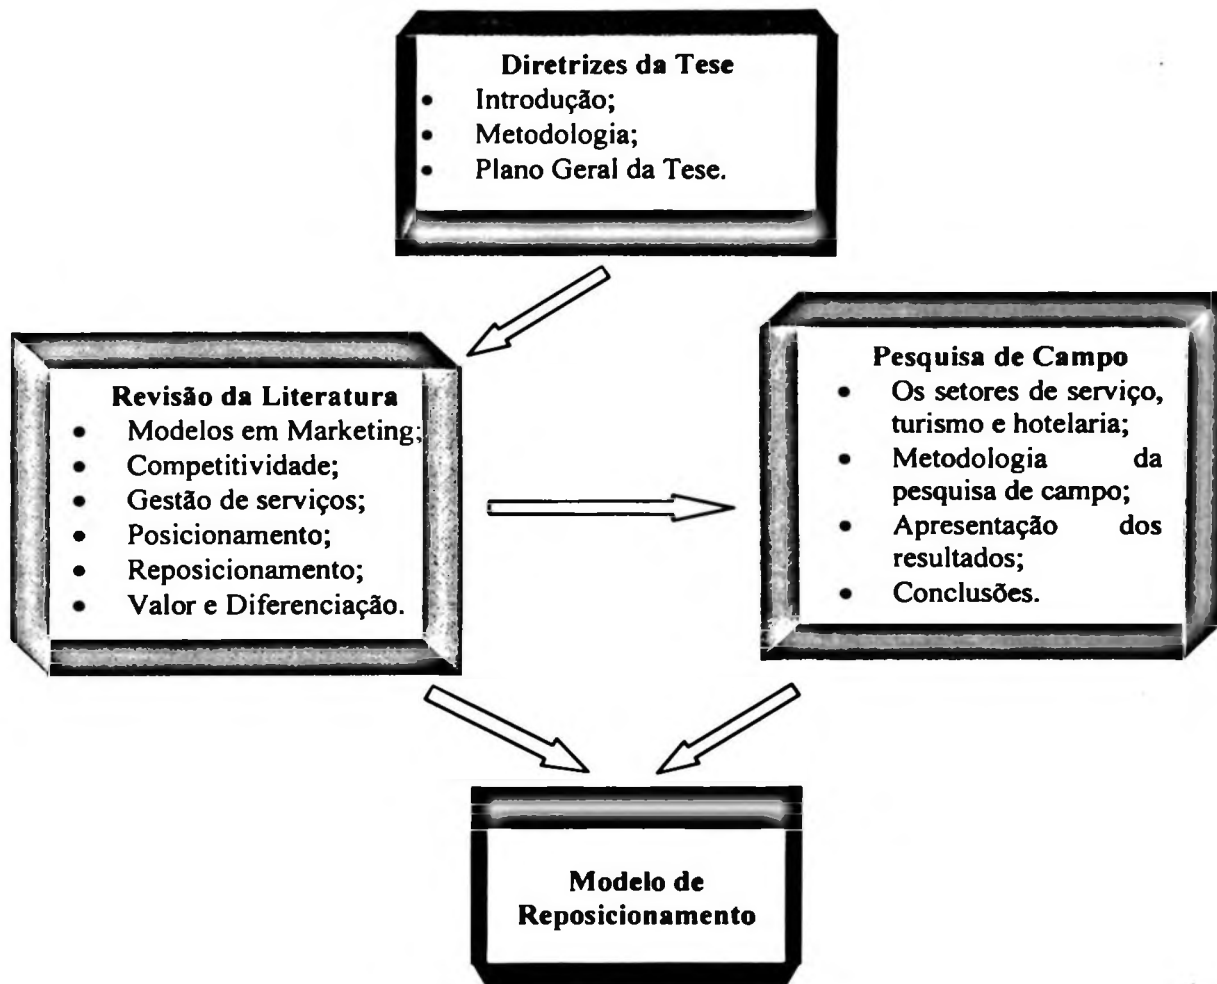 Diretrizes da Tese
• Introdução;
• Metodologia;
• Plano Geral da Tese.
Revisão da Literatura
• Modelos em Marketing;
• Competitividade;
• Gestão de serviços;
• Posicionamento;
• Reposicionamento;
• Valor e Diferenciação.
Pesquisa de Campo
• Os setores de serviço,
turismo e hotelaria;
• Metodologia da
pesquisa de campo;
• Apresentação dos
resultados;
• Conclusões.
Modelo de
Reposicionamento